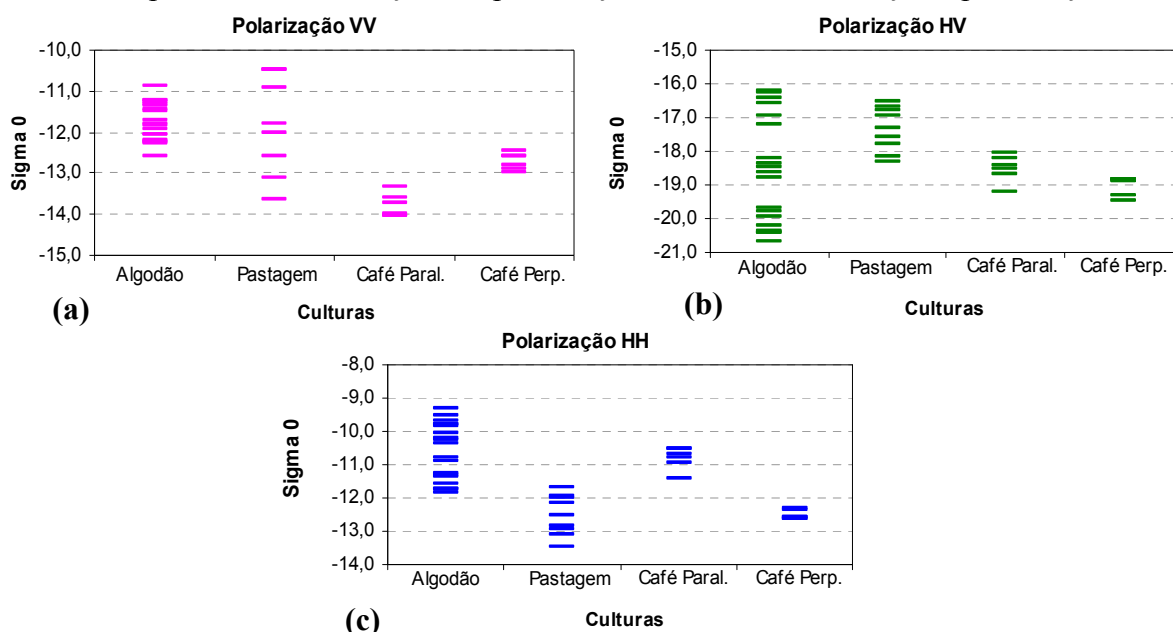 Polarização VV
-10,0
-11,0
-12,0
-13,0
-14,0
-15,0
Sigma 0
Algodão Pastagem Café Paral. Café Perp.
(a)
Culturas
Polarização HV
-15,0
-16,0
-17,0
-18,0
-19,0
-20,0
-21,0
Sigma 0
Algodão Pastagem Café Paral. Café Perp.
(b)
Culturas
Polarização HH
-8,0
-9,0
-10,0
-11,0
-12,0
-13,0
-14,0
Sigma 0
Algodão Pastagem Café Paral. Café Perp.
(c)
Culturas